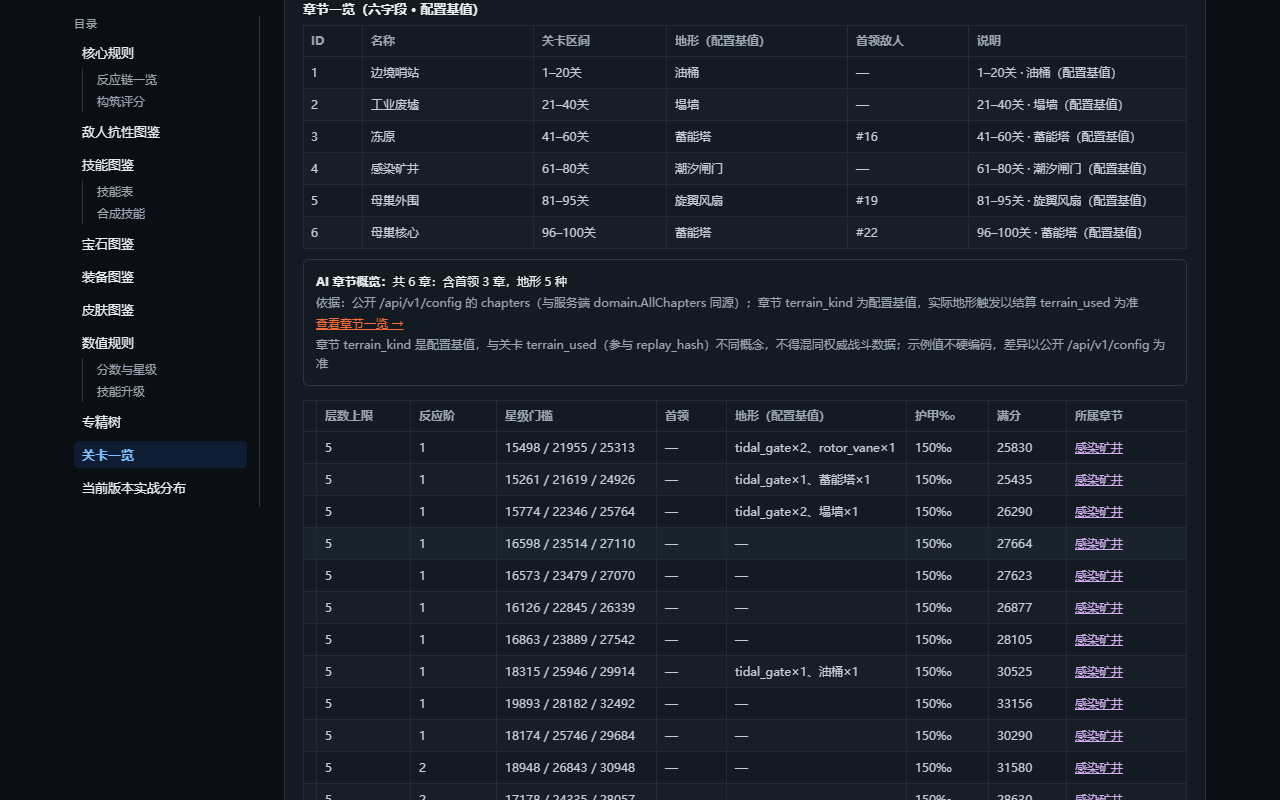 目录
核心规则
反应链一览
构筑评分
敌人抗性图鉴
技能图鉴
技能表
合成技能
宝石图鉴
装备图鉴
皮肤图鉴
数值规则
分数与星级
技能升级
专精树
关卡一览
当前版本实战分布
章节一览（六字段 • 配置基值）
ID 名称 关卡区间 地形（配置基值） 首领敌人 说明
1 边境哨站 1–20关 油桶 — 1–20关 · 油桶（配置基值）
2 工业废墟 21–40关 塌墙 — 21–40关 · 塌墙（配置基值）
3 冻原 41–60关 蓄能塔 #16 41–60关 · 蓄能塔（配置基值）
4 感染矿井 61–80关 潮汐闸门 — 61–80关 · 潮汐闸门（配置基值）
5 母巢外围 81–95关 旋翼风扇 #19 81–95关 · 旋翼风扇（配置基值）
6 母巢核心 96–100关 蓄能塔 #22 96–100关 · 蓄能塔（配置基值）
AI 章节概览：共 6 章：含首领 3 章，地形 5 种
依据：公开 /api/v1/config 的 chapters（与服务端 domain.AllChapters 同源）；章节 terrain_kind 为配置基值，实际地形触发以结算 terrain_used 为准
查看章节一览 →
章节 terrain_kind 是配置基值，与关卡 terrain_used（参与 replay_hash）不同概念，不得混同权威战斗数据；示例值不硬编码，差异以公开 /api/v1/config 为
准
层数上限 反应阶 星级门槛 首领 地形（配置基值） 护甲‰ 满分 所属章节
5 1 15498 / 21955 / 25313 — tidal_gate×2、rotor_vane×1 150‰ 25830 感染矿井
5 1 15261 / 21619 / 24926 — tidal_gate×1、蓄能塔×1 150‰ 25435 感染矿井
5 1 15774 / 22346 / 25764 — tidal_gate×2、塌墙×1 150‰ 26290 感染矿井
5 1 16598 / 23514 / 27110 — — 150‰ 27664 感染矿井
5 1 16573 / 23479 / 27070 — — 150‰ 27623 感染矿井
5 1 16126 / 22845 / 26339 — — 150‰ 26877 感染矿井
5 1 16863 / 23889 / 27542 — — 150‰ 28105 感染矿井
5 1 18315 / 25946 / 29914 — tidal_gate×1、油桶×1 150‰ 30525 感染矿井
5 1 19893 / 28182 / 32492 — — 150‰ 33156 感染矿井
5 1 18174 / 25746 / 29684 — — 150‰ 30290 感染矿井
5 2 18948 / 26843 / 30948 — — 150‰ 31580 感染矿井
5 2 17178 / 24335 / 28057 150‰ 28630 感染矿井